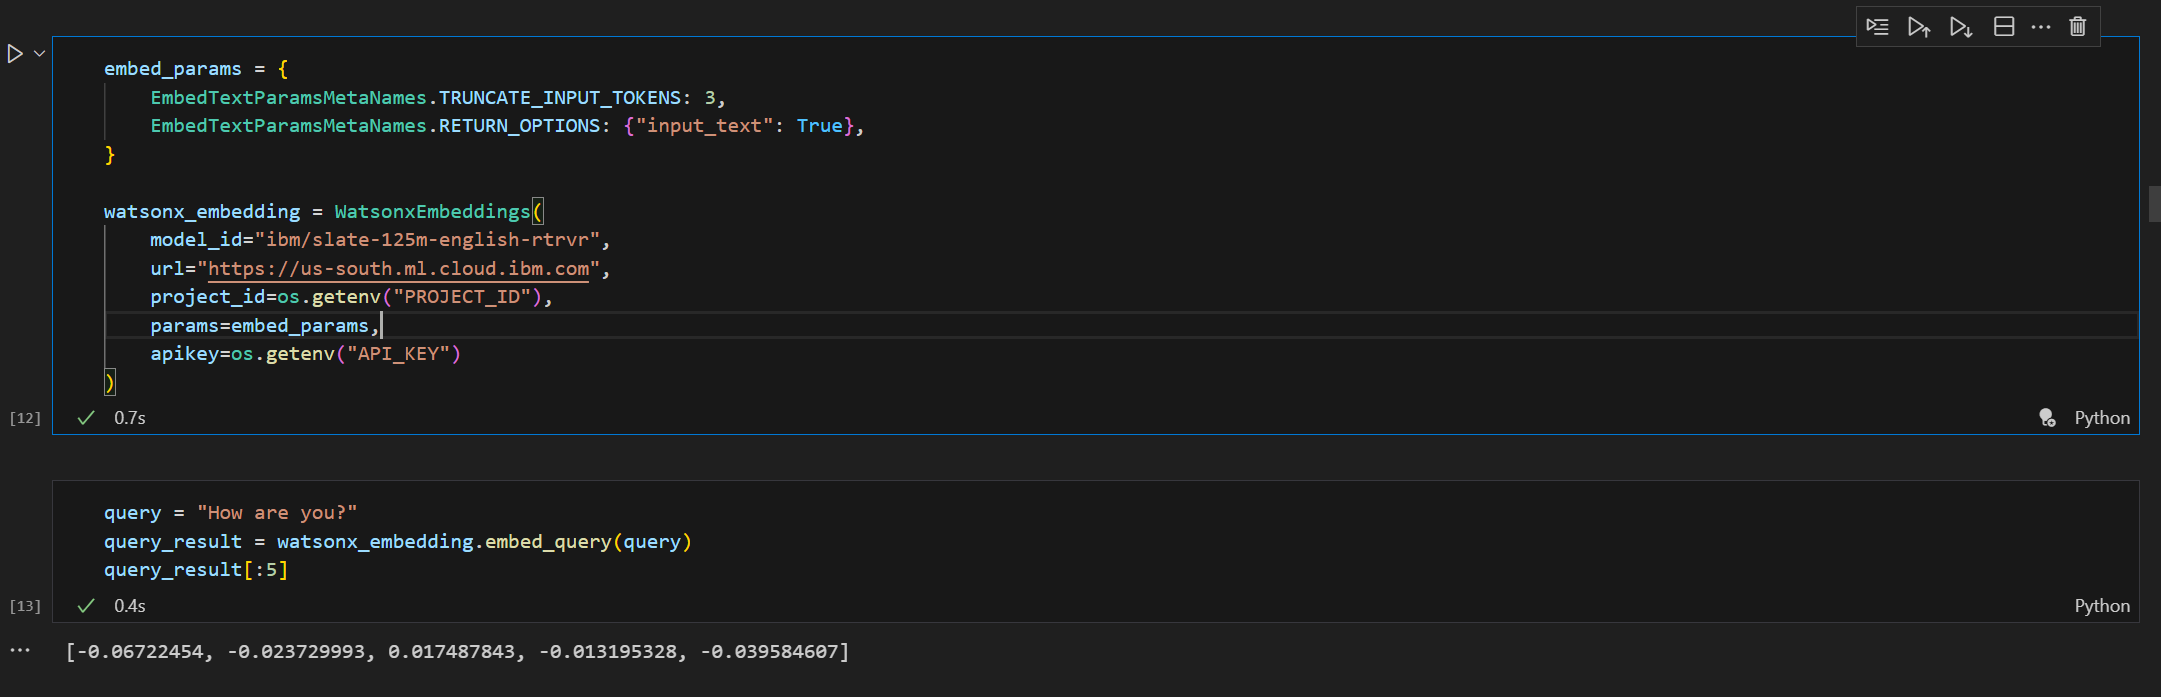 embed_params = {
    EmbedTextParamsMetaNames.TRUNCATE_INPUT_TOKENS: 3,
    EmbedTextParamsMetaNames.RETURN_OPTIONS: {"input_text": True},
}
watsonx_embedding = WatsonxEmbeddings(
    model_id="ibm/slate-125m-english-rtrvr",
    url="https://us-south.ml.cloud.ibm.com",
    project_id=os.getenv("PROJECT_ID"),
    params=embed_params,
    apikey=os.getenv("API_KEY")
)
[12] 0.7s Python
query = "How are you?"
query_result = watsonx_embedding.embed_query(query)
query_result[:5]
[13] 0.4s Python
[-0.06722454, -0.023729993, 0.017487843, -0.013195328, -0.039584607]